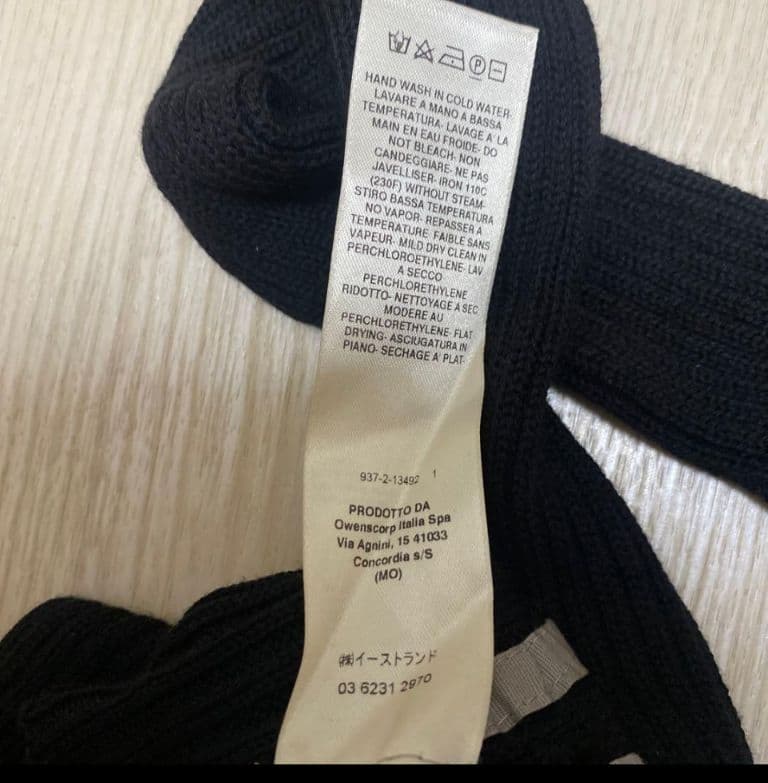 P
HAND WASH IN COLD WATER-
LAVARE A MANO A BASSA
TEMPERATURA- LAVAGE A LA
MAIN EN EAU FROIDE- DO
NOT BLEACH- NON
CANDEGGIARE- NE PAS
JAVELLISER- IRON 110C
(230F) WITHOUT STEAM-
STIRO BASSA TEMPERATURA
NO VAPOR- REPASSER A
TEMPERATURE FAIBLE SANS
VAPEUR- MILD DRY CLEAN IN
PERCHLOROETHYLENE- LAV
A SECCO
PERCHLORETHYLENE
RIDOTTO- NETTOYAGE A SEC
MODERE AU
PERCHLORETHYLENE- FLAT
DRYING- ASCIUGATURA IN
PIANO- SECHAGE A' PLAT-
937-2-13492 1
PRODOTTO DA
Owenscorp Italia Spa
Via Agnini, 15 41033
Concordia s/S
(MO)
㈱イーストランド
03 6231 2970